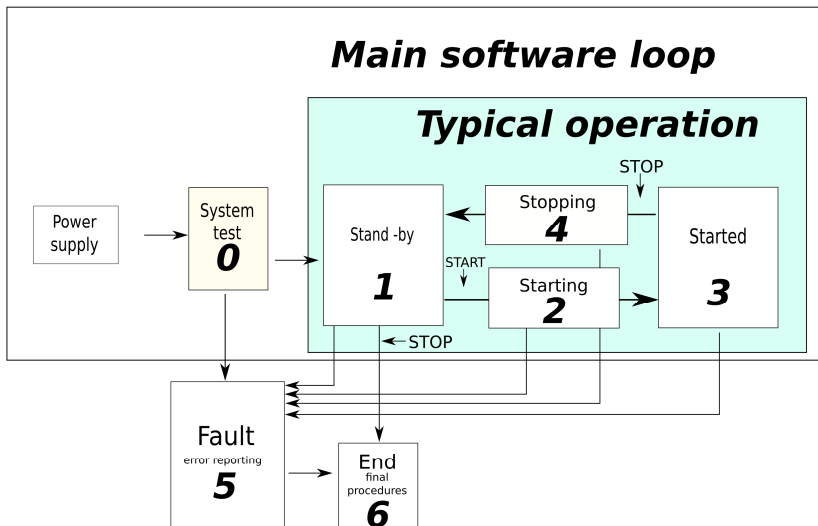 Main software loop
Typical operation
Power
supply
System
test
0
Stand -by
1
STOP
Stopping
4
START
Starting
2
Started
3
STOP
Fault
error reporting
5
End
final
procedures
6